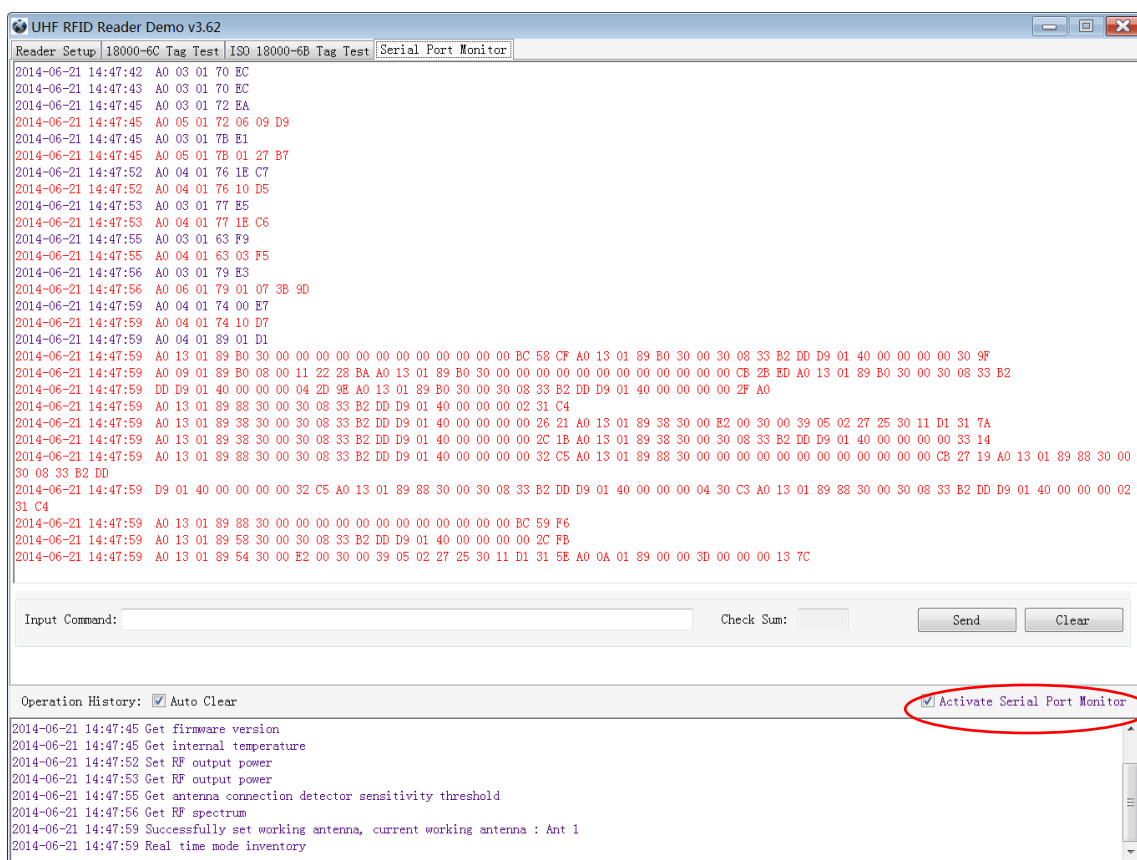 UHF RFID Reader Demo v3.62
Reader Setup 18000-6C Tag Test ISO 18000-6B Tag Test Serial Port Monitor
2014-06-21 14:47:42 A0 03 01 70 EC
2014-06-21 14:47:43 A0 03 01 70 EC
2014-06-21 14:47:45 A0 03 01 72 EA
2014-06-21 14:47:45 A0 05 01 72 06 09 D9
2014-06-21 14:47:45 A0 03 01 7B E1
2014-06-21 14:47:45 A0 05 01 7B 01 27 B7
2014-06-21 14:47:52 A0 04 01 76 1E C7
2014-06-21 14:47:52 A0 04 01 76 10 D5
2014-06-21 14:47:53 A0 03 01 77 E5
2014-06-21 14:47:53 A0 04 01 77 1E C6
2014-06-21 14:47:55 A0 03 01 63 F9
2014-06-21 14:47:55 A0 04 01 63 03 F5
2014-06-21 14:47:56 A0 03 01 79 E3
2014-06-21 14:47:56 A0 06 01 79 01 07 3B 9D
2014-06-21 14:47:59 A0 04 01 74 00 E7
2014-06-21 14:47:59 A0 04 01 74 10 D7
2014-06-21 14:47:59 A0 04 01 89 01 D1
2014-06-21 14:47:59 A0 13 01 89 B0 30 00 00 00 00 00 00 00 00 00 00 00 BC 58 CF A0 13 01 89 B0 30 00 30 08 33 B2 DD D9 01 40 00 00 00 00 30 9F
2014-06-21 14:47:59 A0 09 01 89 B0 08 00 11 22 28 BA A0 13 01 89 B0 30 00 00 00 00 00 00 00 00 00 00 00 CB 2B ED A0 13 01 89 B0 30 00 30 08 33 B2
2014-06-21 14:47:59 DD D9 01 40 00 00 00 04 2D 9E A0 13 01 89 B0 30 00 30 08 33 B2 DD D9 01 40 00 00 00 00 2F A0
2014-06-21 14:47:59 A0 13 01 89 88 30 00 30 08 33 B2 DD D9 01 40 00 00 00 02 31 C4
2014-06-21 14:47:59 A0 13 01 89 38 30 00 30 08 33 B2 DD D9 01 40 00 00 00 00 26 21 A0 13 01 89 38 30 00 E2 00 30 00 39 05 02 27 25 30 11 D1 31 7A
2014-06-21 14:47:59 A0 13 01 89 38 30 00 30 08 33 B2 DD D9 01 40 00 00 00 00 2C 1B A0 13 01 89 38 30 00 30 08 33 B2 DD D9 01 40 00 00 00 00 33 14
2014-06-21 14:47:59 A0 13 01 89 88 30 00 30 08 33 B2 DD D9 01 40 00 00 00 00 32 C5 A0 13 01 89 88 30 00 00 00 00 00 00 00 00 00 00 00 CB 27 19 A0 13 01 89 88 30 00
30 08 33 B2 DD
2014-06-21 14:47:59 D9 01 40 00 00 00 00 32 C5 A0 13 01 89 88 30 00 30 08 33 B2 DD D9 01 40 00 00 00 04 30 C3 A0 13 01 89 88 30 00 30 08 33 B2 DD D9 01 40 00 00 00 02
31 C4
2014-06-21 14:47:59 A0 13 01 89 88 30 00 00 00 00 00 00 00 00 00 00 00 BC 59 F6
2014-06-21 14:47:59 A0 13 01 89 58 30 00 30 08 33 B2 DD D9 01 40 00 00 00 00 2C FB
2014-06-21 14:47:59 A0 13 01 89 54 30 00 E2 00 30 00 39 05 02 27 25 30 11 D1 31 5E A0 0A 01 89 00 00 3D 00 00 00 13 7C
Input Command: Check Sum: Send Clear
Operation History: Auto Clear Activate Serial Port Monitor
2014-06-21 14:47:45 Get firmware version
2014-06-21 14:47:45 Get internal temperature
2014-06-21 14:47:52 Set RF output power
2014-06-21 14:47:53 Get RF output power
2014-06-21 14:47:55 Get antenna connection detector sensitivity threshold
2014-06-21 14:47:56 Get RF spectrum
2014-06-21 14:47:59 Successfully set working antenna, current working antenna : Ant 1
2014-06-21 14:47:59 Real time mode inventory